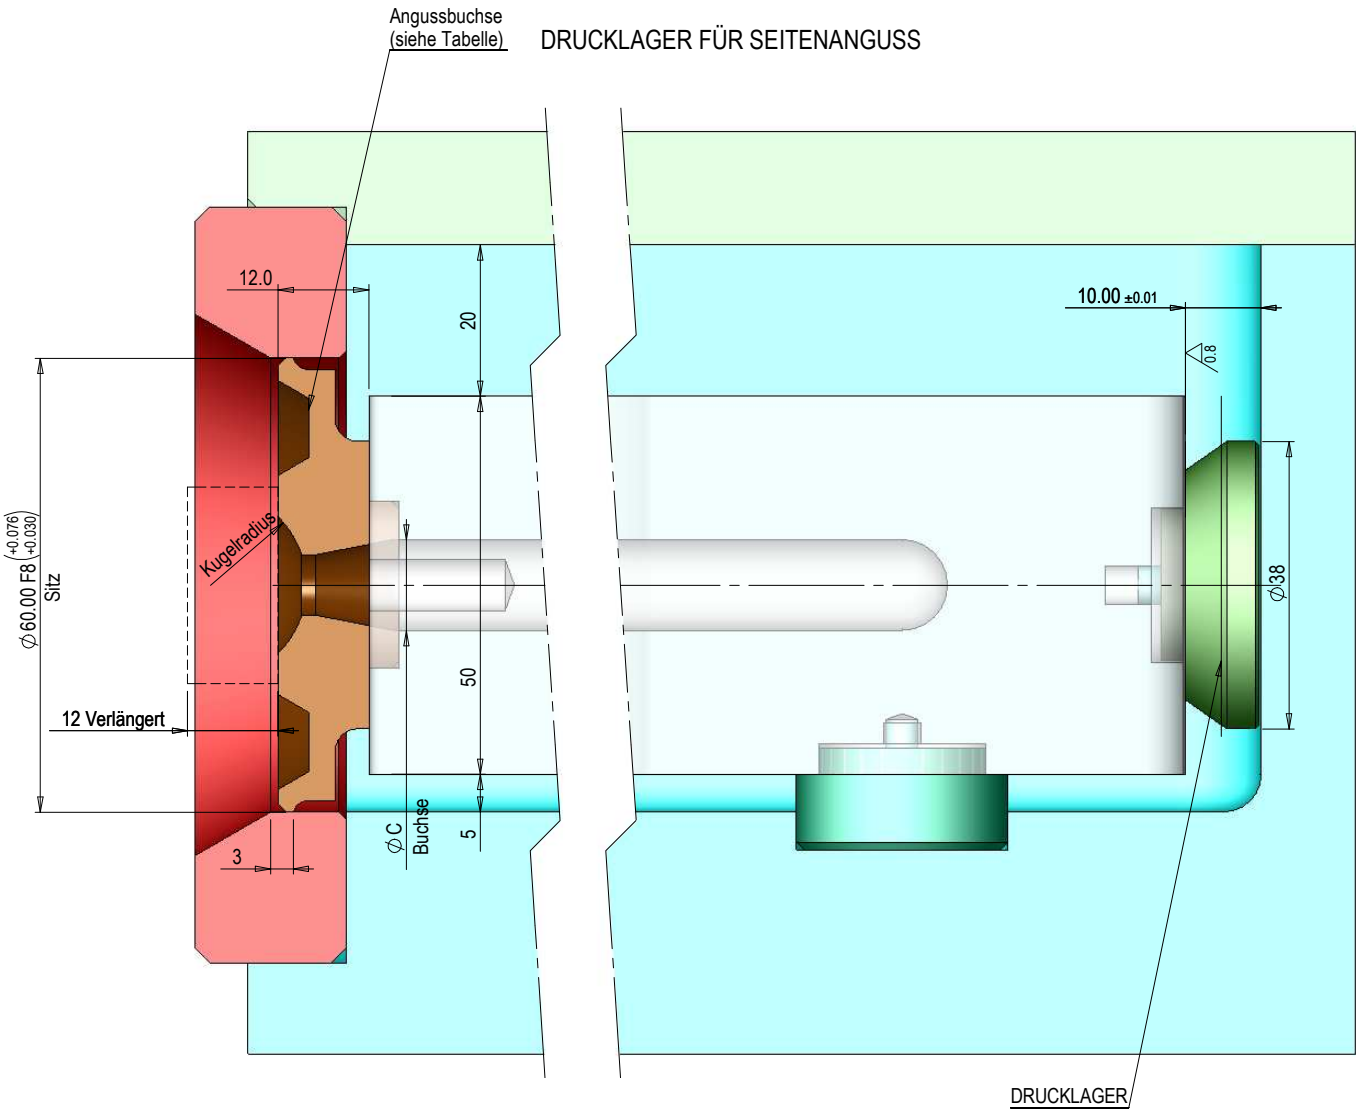 Angussbuchse
(siehe Tabelle)
DRUCKLAGER FÜR SEITENANGUSS
12.0
20
10.00 ±0.01
0.8
Ø60.00 F8 (+0.076 +0.030)
Sitz
Kugelradius
Ø38
12 Verlängert
50
ØC
Buchse
5
3
DRUCKLAGER